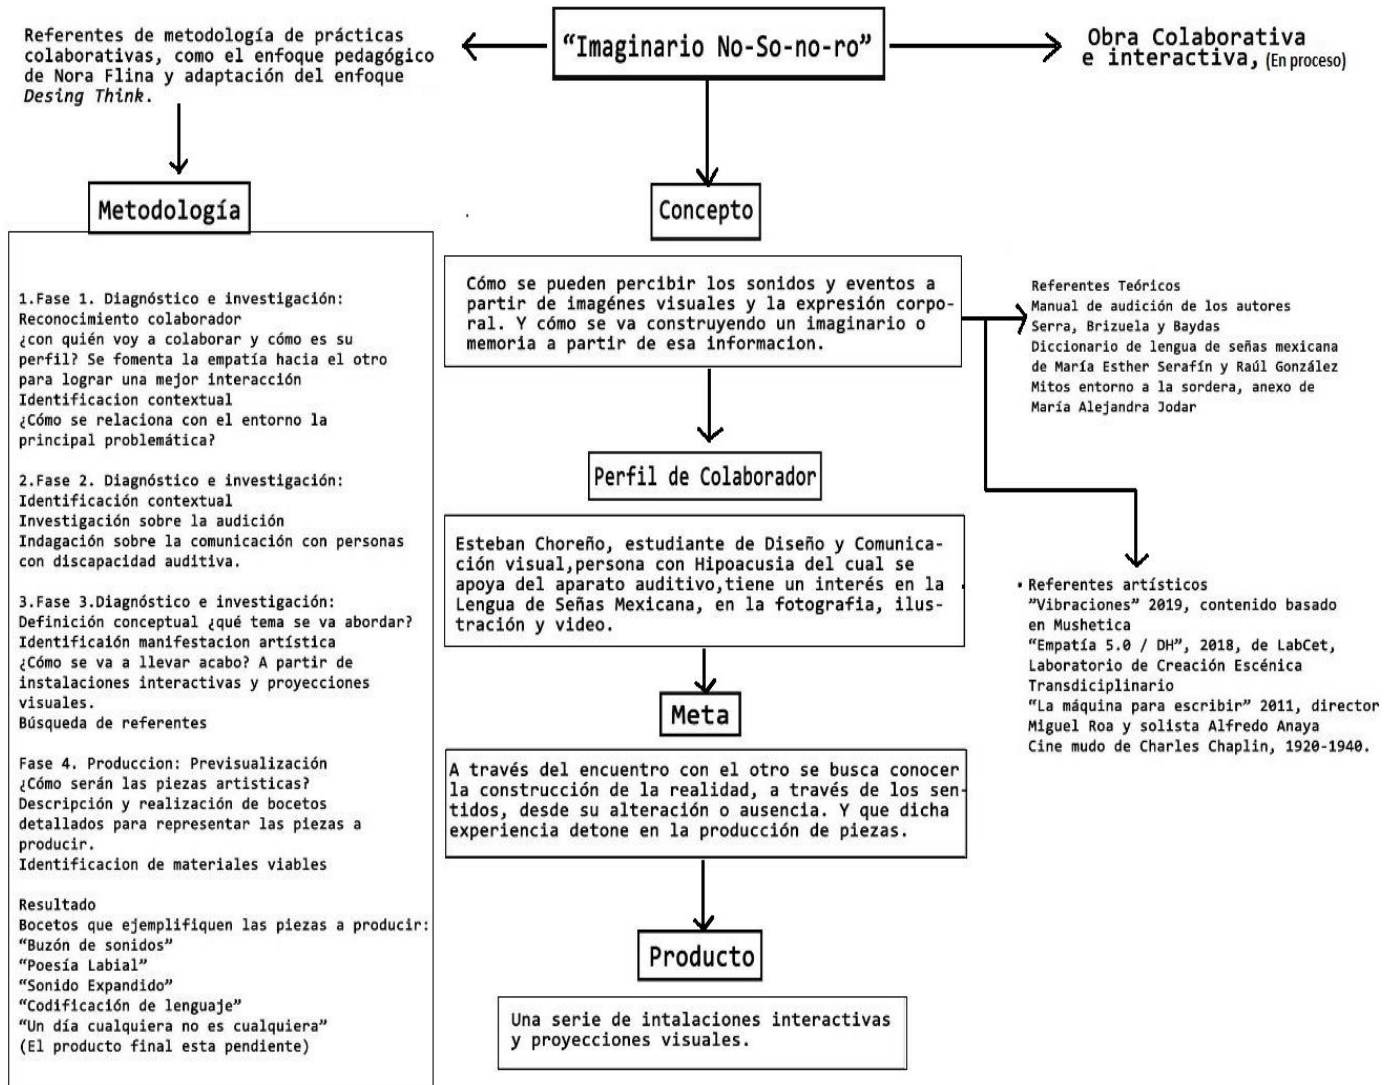 Referentes de metodología de prácticas
colaborativas, como el enfoque pedagógico
de Nora Flina y adaptación del enfoque
Desing Think.
“Imaginario No-So-no-ro”
Obra Colaborativa
e interactiva, (En proceso)
Metodología
1.Fase 1. Diagnóstico e investigación:
Reconocimiento colaborador
¿con quién voy a colaborar y cómo es su
perfil? Se fomenta la empatía hacia el otro
para lograr una mejor interacción
Identificacion contextual
¿Cómo se relaciona con el entorno la
principal problemática?
2.Fase 2. Diagnóstico e investigación:
Identificación contextual
Investigación sobre la audición
Indagación sobre la comunicación con personas
con discapacidad auditiva.
3.Fase 3.Diagnóstico e investigación:
Definición conceptual ¿qué tema se va abordar?
Identificaión manifestacion artística
¿Cómo se va a llevar acabo? A partir de
instalaciones interactivas y proyecciones
visuales.
Búsqueda de referentes
Fase 4. Produccion: Previsualización
¿Cómo serán las piezas artisticas?
Descripción y realización de bocetos
detallados para representar las piezas a
producir.
Identificacion de materiales viables
Resultado
Bocetos que ejemplifiquen las piezas a producir:
“Buzón de sonidos”
“Poesía Labial”
“Sonido Expandido”
“Codificación de lenguaje”
“Un día cualquiera no es cualquiera”
(El producto final esta pendiente)
Concepto
Cómo se pueden percibir los sonidos y eventos a
partir de imagénes visuales y la expresión corpo-
ral. Y cómo se va construyendo un imaginario o
memoria a partir de esa informacion.
Perfil de Colaborador
Esteban Choreño, estudiante de Diseño y Comunica-
ción visual,persona con Hipoacusia del cual se
apoya del aparato auditivo,tiene un interés en la
Lengua de Señas Mexicana, en la fotografia, ilus-
tración y video.
Meta
A través del encuentro con el otro se busca conocer
la construcción de la realidad, a través de los sen-
tidos, desde su alteración o ausencia. Y que dicha
experiencia detone en la producción de piezas.
Producto
Una serie de intalaciones interactivas
y proyecciones visuales.
Referentes Teóricos
Manual de audición de los autores
Serra, Brizuela y Baydas
Diccionario de lengua de señas mexicana
de María Esther Serafín y Raúl González
Mitos entorno a la sordera, anexo de
María Alejandra Jodar
• Referentes artísticos
”Vibraciones” 2019, contenido basado
en Mushetica
“Empatía 5.0 / DH”, 2018, de LabCet,
Laboratorio de Creación Escénica
Transdiciplinario
“La máquina para escribir” 2011, director
Miguel Roa y solista Alfredo Anaya
Cine mudo de Charles Chaplin, 1920-1940.